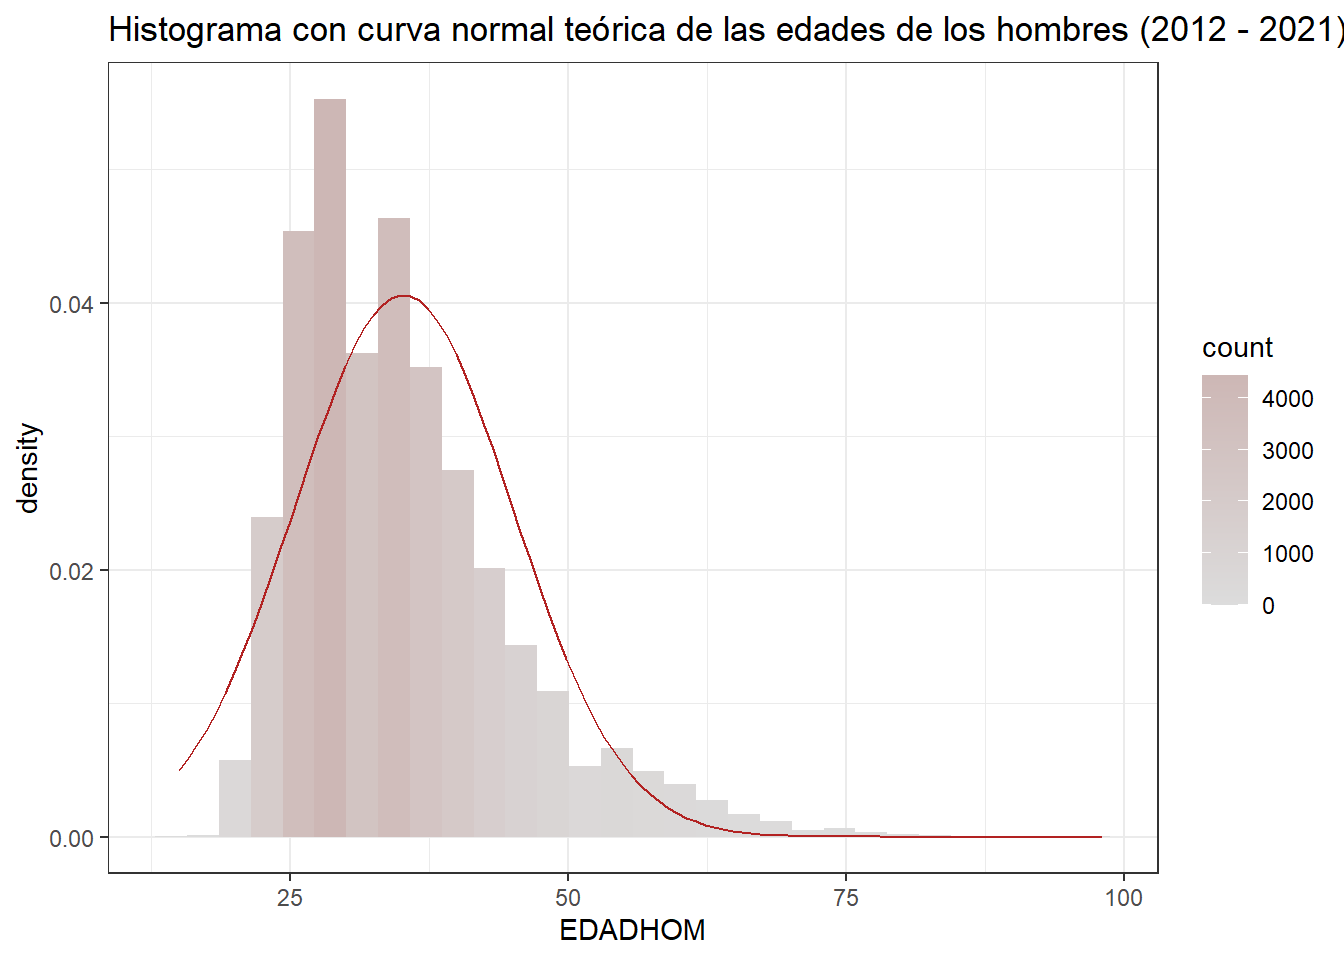 Histograma con curva normal teórica de las edades de los hombres (2012 - 2021)
density
0.04
0.02
0.00
25 50 75 100
EDADHOM
count
4000
3000
2000
1000
0